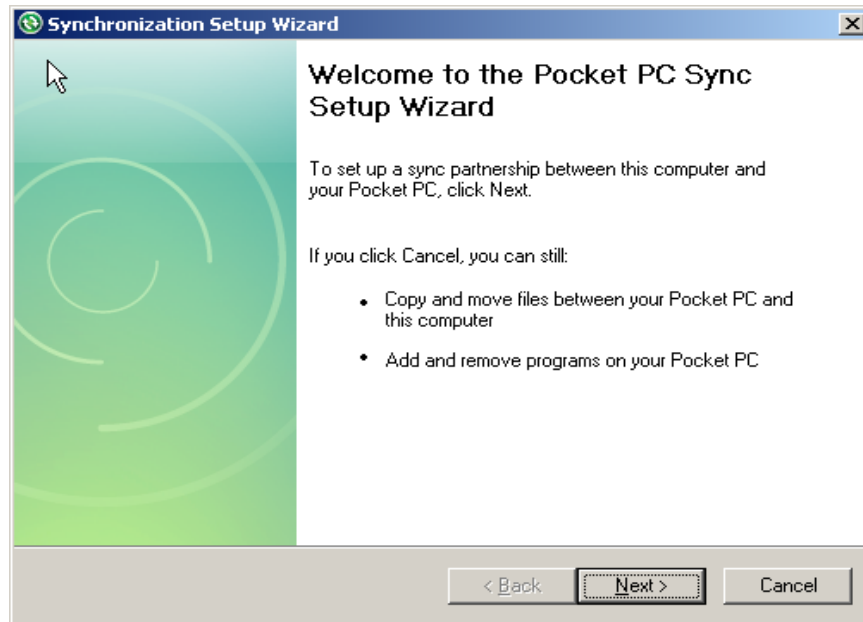 Synchronization Setup Wizard
Welcome to the Pocket PC Sync
Setup Wizard
To set up a sync partnership between this computer and
your Pocket PC, click Next.
If you click Cancel, you can still:
• Copy and move files between your Pocket PC and
this computer
• Add and remove programs on your Pocket PC
< Back
Next >
Cancel